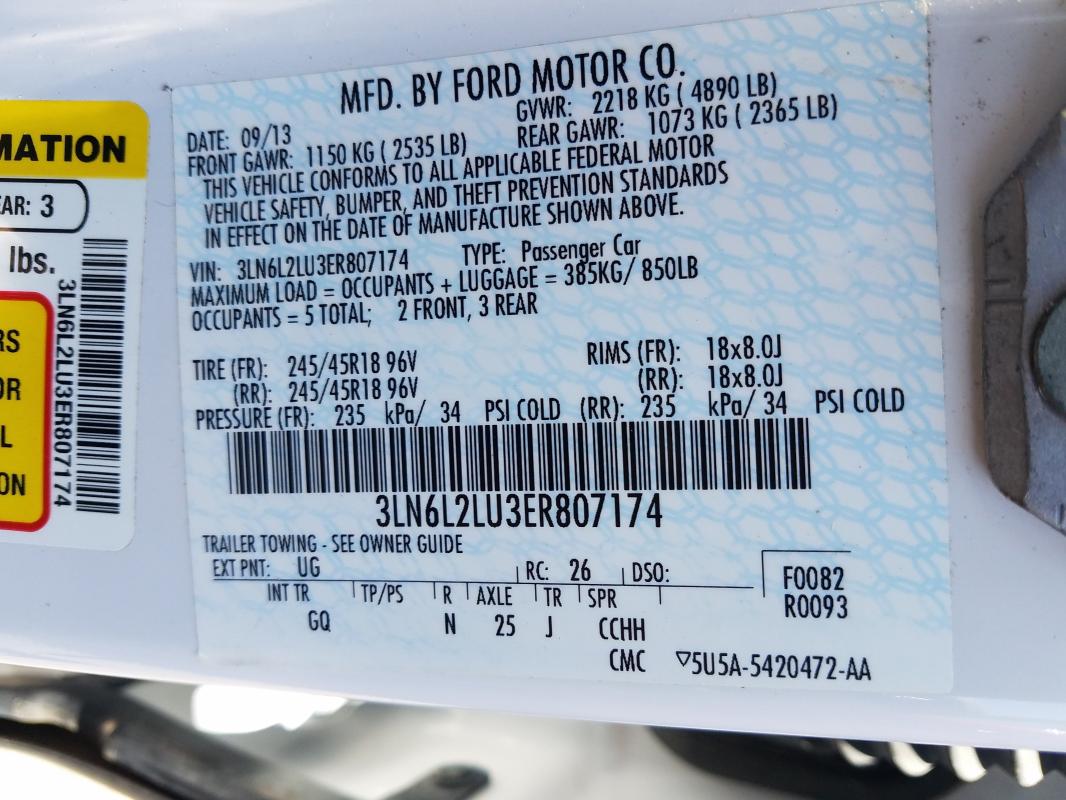 MATION
EAR: 3
lbs.
3LN6L2LU3ER807174
RS
OR
L
ON
MFD. BY FORD MOTOR CO.
DATE: 09/13 GVWR: 2218 KG ( 4890 LB)
FRONT GAWR: 1150 KG ( 2535 LB) REAR GAWR: 1073 KG ( 2365 LB)
THIS VEHICLE CONFORMS TO ALL APPLICABLE FEDERAL MOTOR
VEHICLE SAFETY, BUMPER, AND THEFT PREVENTION STANDARDS
IN EFFECT ON THE DATE OF MANUFACTURE SHOWN ABOVE.
VIN: 3LN6L2LU3ER807174 TYPE: Passenger Car
MAXIMUM LOAD = OCCUPANTS + LUGGAGE = 385KG/ 850LB
OCCUPANTS = 5 TOTAL; 2 FRONT, 3 REAR
TIRE (FR): 245/45R18 96V RIMS (FR): 18x8.0J
(RR): 245/45R18 96V (RR): 18x8.0J
PRESSURE (FR): 235 kPa/ 34 PSI COLD (RR): 235 kPa/ 34 PSI COLD
3LN6L2LU3ER807174
TRAILER TOWING - SEE OWNER GUIDE
EXT PNT: UG RC: 26 DSO:
INT TR TP/PS R AXLE TR SPR
GQ N 25 J CCHH
F0082
R0093
CMC ▽5U5A-5420472-AA